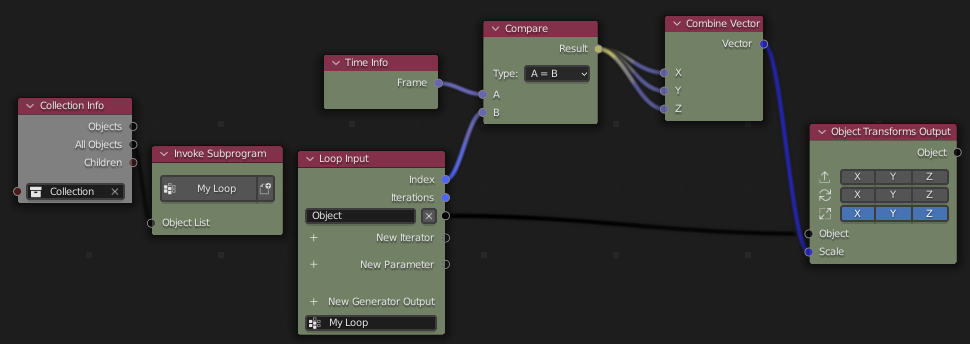 Collection Info
Objects
All Objects
Children
Collection
Invoke Subprogram
My Loop
Object List
Time Info
Frame
Loop Input
Index
Iterations
Object
New Iterator
New Parameter
New Generator Output
My Loop
Compare
Result
Type: A = B
A
B
Combine Vector
Vector
X
Y
Z
Object Transforms Output
Object
X Y Z
X Y Z
X Y Z
Object
Scale